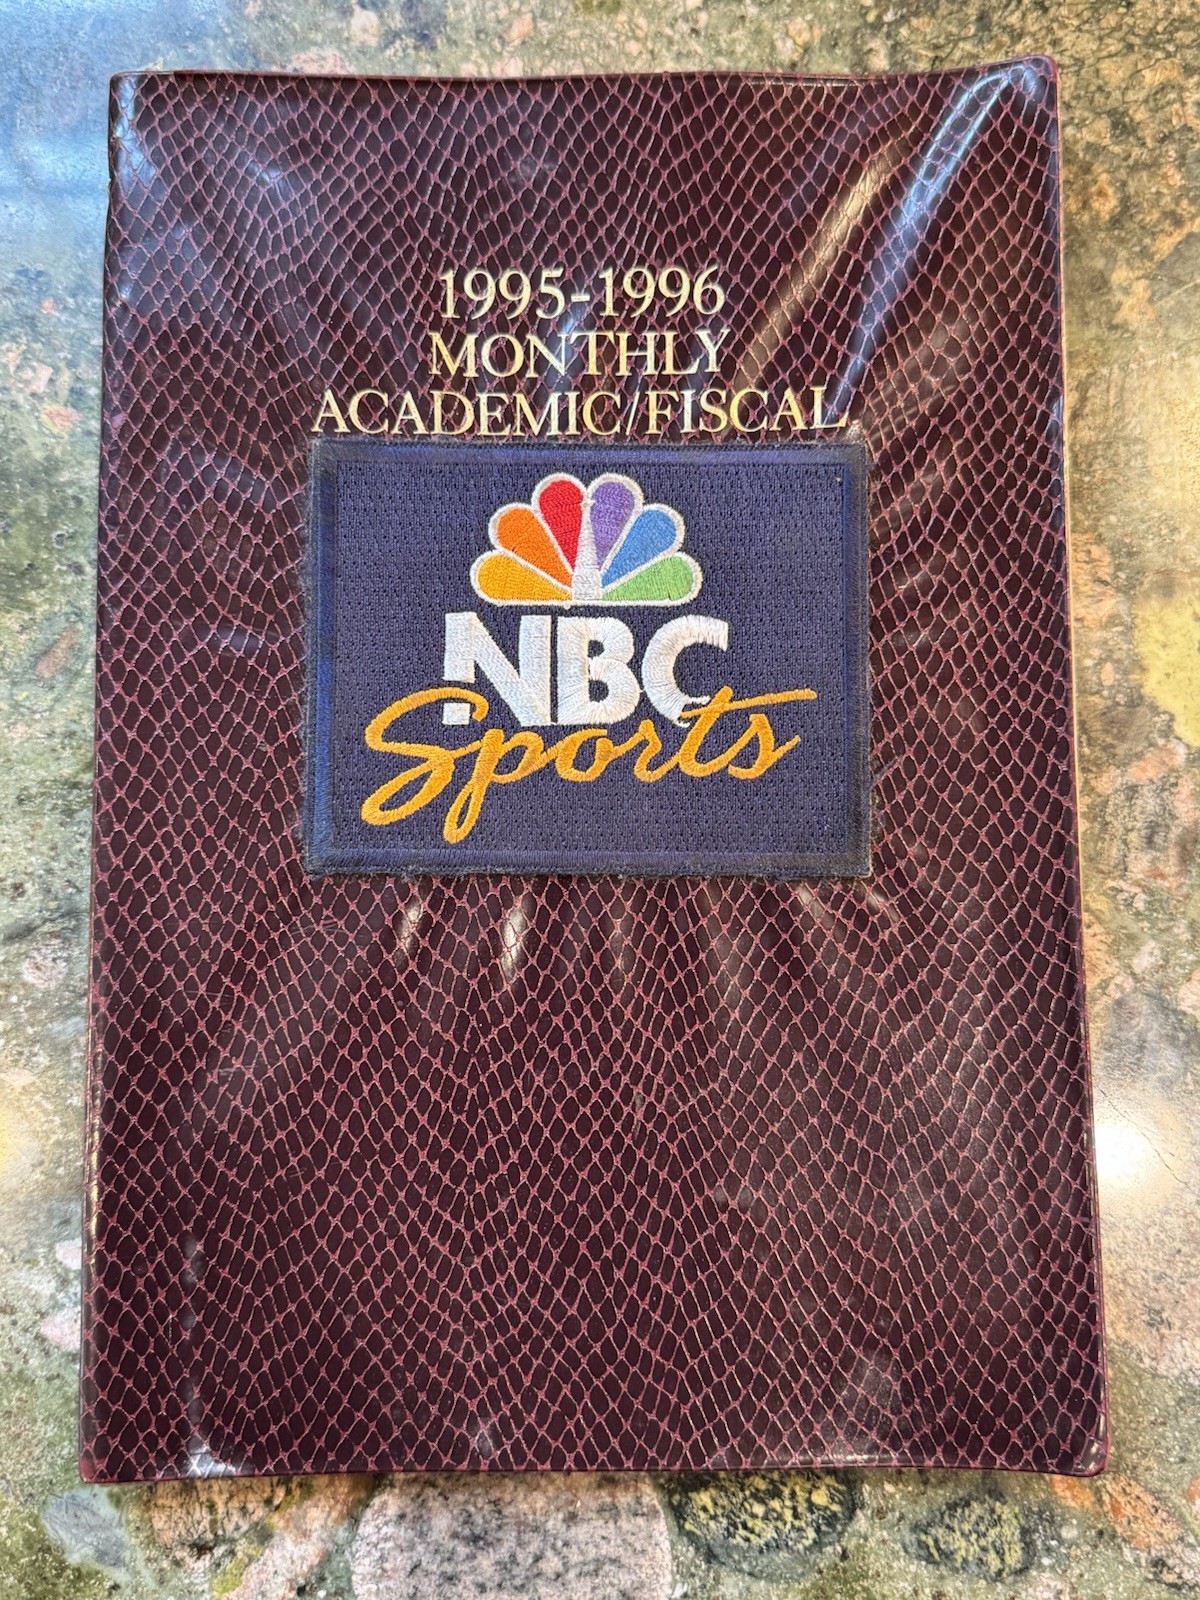 1995-1996
MONTHLY
ACADEMIC/FISCAL
NBC
Sports